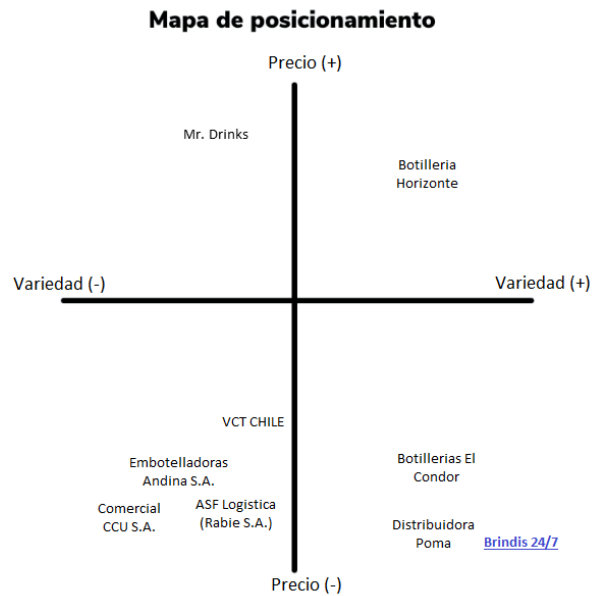 Mapa de posicionamiento
Precio (+)
Mr. Drinks
Botilleria
Horizonte
Variedad (-)
Variedad (+)
VCT CHILE
Embotelladoras
Andina S.A.
Botillerias El
Condor
Comercial
CCU S.A.
ASF Logistica
(Rabie S.A.)
Distribuidora
Poma
Brindis 24/7
Precio (-)